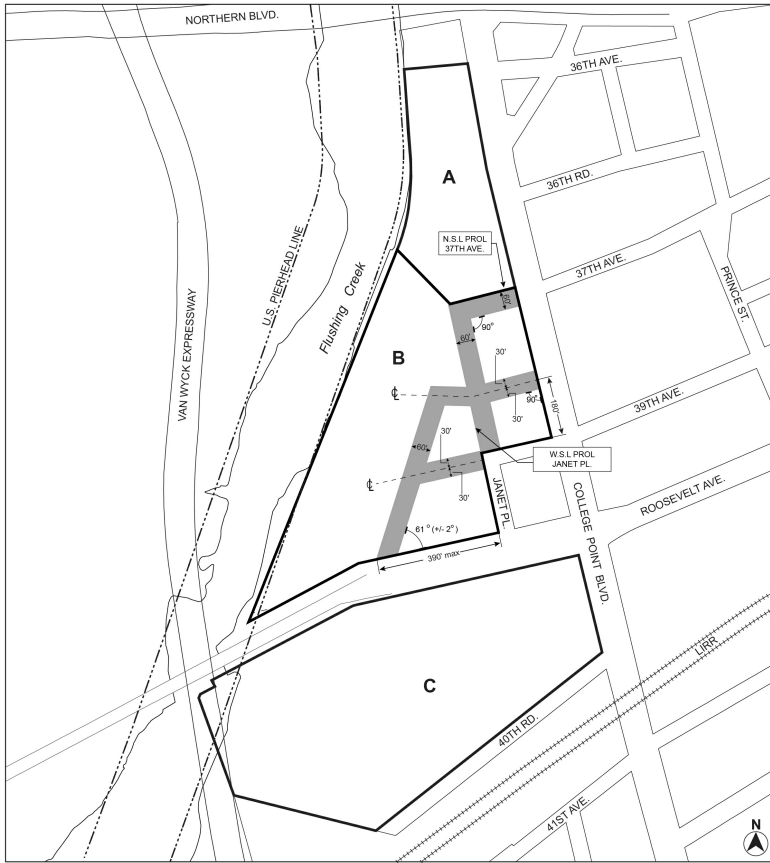 NORTHERN BLVD.
36TH AVE.
A
36TH RD.
N.S.L PROL
37TH AVE.
37TH AVE.
U.S. PIERHEAD LINE
Flushing Creek
PRINCE ST.
60'
90°
60'
VAN WYCK EXPRESSWAY
B
30'
30'
90°
180'
39TH AVE.
℄
30'
60'
W.S.L PROL
JANET PL.
℄
30'
JANET PL.
COLLEGE POINT BLVD.
ROOSEVELT AVE.
61° (+/- 2°)
390' max
LIRR
C
40TH RD.
41ST AVE.
N